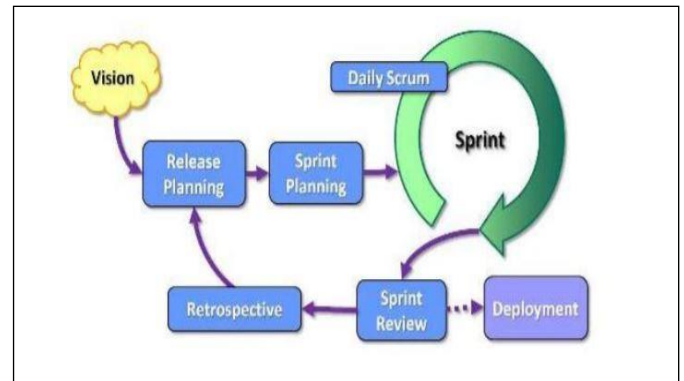 Vision
Daily Scrum
Sprint
Release
Planning
Sprint
Planning
Retrospective
Sprint
Review
Deployment